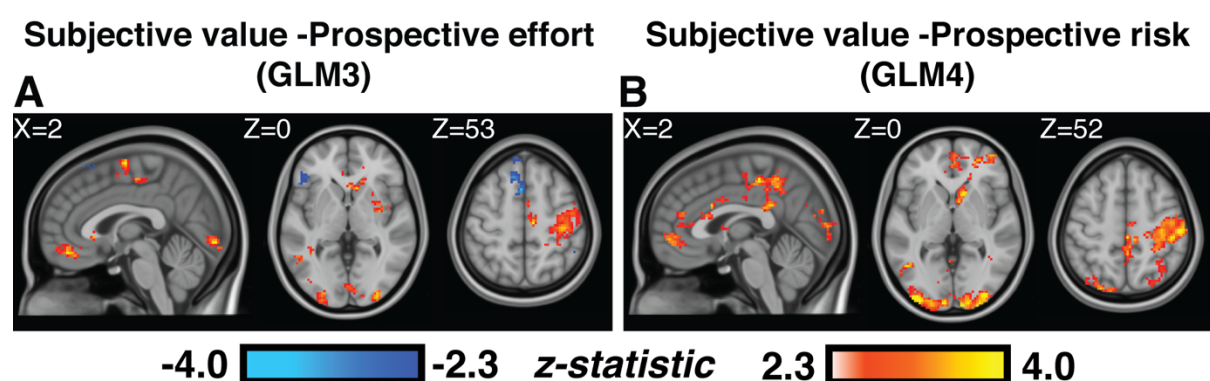 Subjective value -Prospective effort
(GLM3)
Subjective value -Prospective risk
(GLM4)
A
X=2
Z=0
Z=53
B
X=2
Z=0
Z=52
-4.0
-2.3
z-statistic
2.3
4.0